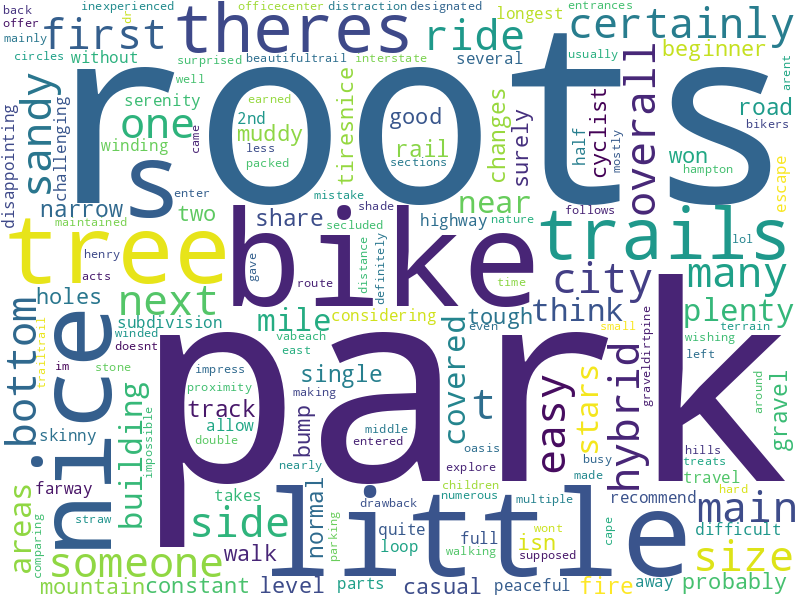 back
inexperienced
dr
officecenter
distraction
designated
longest
entrances
offer
mainly
first
theres
ride
certainly
circles
without
surprised
beautifultrail
interstate
several
beginner
arent
roots
well
overall
sandy
challenging
disappointing
one
serenity
2nd
earned
muddy
less
packed
tiresnice
good
rail
sections
changes
surely
half
cyclist
mostly
road
bikers
won
hampton
escape
winding
came
s
enter
mistake
shade
near
narrow
two
share
highway
nature
follows
maintained
secluded
tree
bike
trails
lol
henry
acts
gave
route
distance
definitely
time
city
many
next
holes
nice
bottom
subdivision
mile
considering
tough
think
plenty
vabeach
covered
even
small
terrain
wishing
trailtrail
winded
doesnt
east
left
im
stone
impress
single
park
t
easy
stars
hybrid
graveldirtpine
around
gravel
skinny
building
impossible
proximity
making
track
bump
allow
middle
double
entered
oasis
busy
hills
explore
made
treats
nearly
children
travel
hard
farway
areas
comparing
straw
takes
normal
little
drawback
numerous
multiple
recommend
main
side
parking
quite
full
wont
cape
difficult
someone
walk
loop
walking
supposed
isn
size
mountain
constant
level
parts
casual
peaceful
fire
away
probably
usually